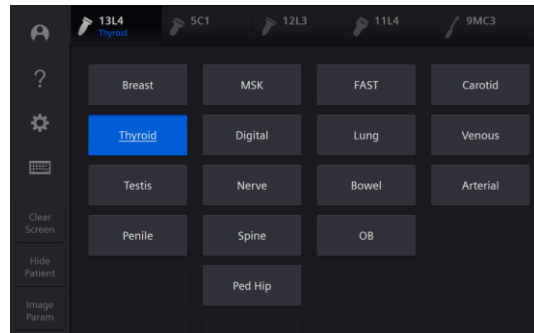 13L4
Thyroid
5C1
12L3
11L4
9MC3
?
Breast
MSK
FAST
Carotid
Thyroid
Digital
Lung
Venous
Testis
Nerve
Bowel
Arterial
Penile
Spine
OB
Ped Hip
Clear
Screen
Hide
Patient
Image
Param